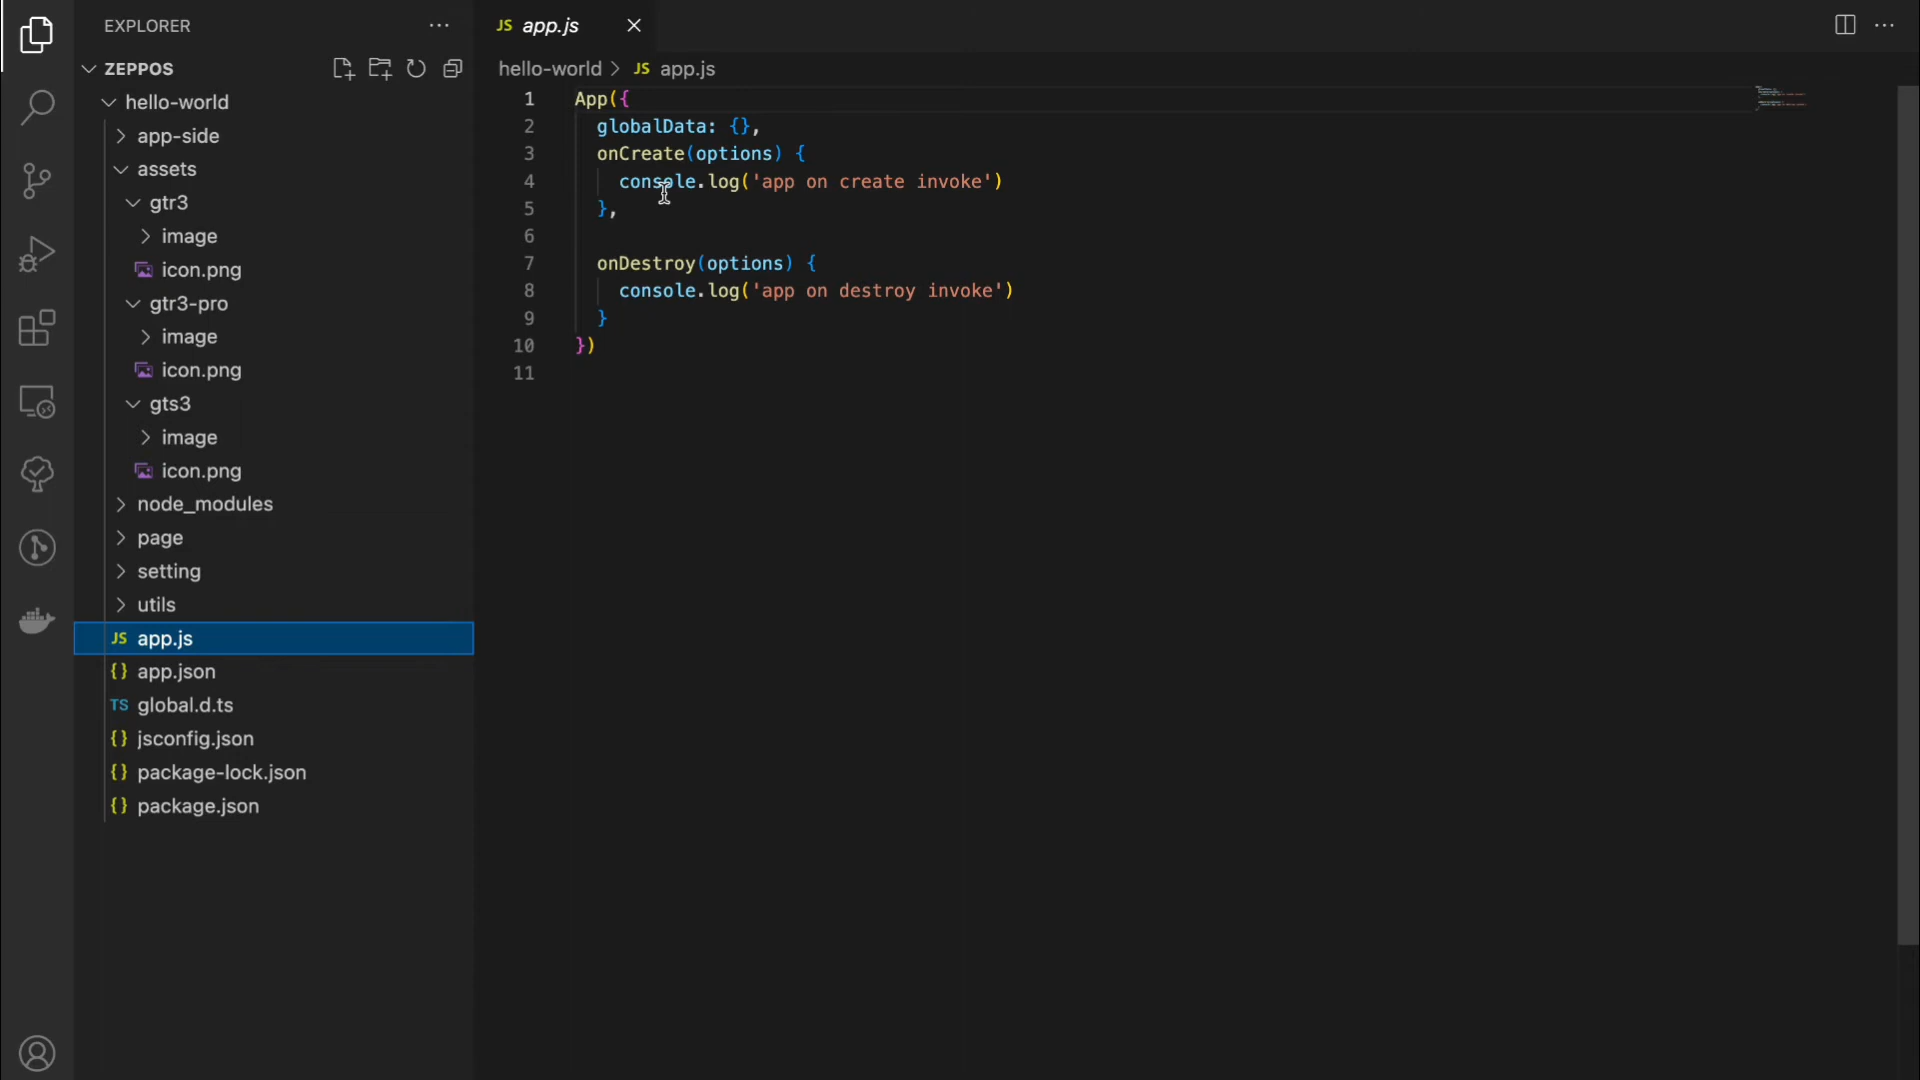 EXPLORER
ZEPPOS
hello-world
app-side
assets
gtr3
image
icon.png
gtr3-pro
image
icon.png
gts3
image
icon.png
node_modules
page
setting
utils
JS app.js
{} app.json
TS global.d.ts
{} jsconfig.json
{} package-lock.json
{} package.json
JS app.js
hello-world > JS app.js
1 App({
2 globalData: {},
3 onCreate(options) {
4 console.log('app on create invoke')
5 },
6
7 onDestroy(options) {
8 console.log('app on destroy invoke')
9 }
10 })
11